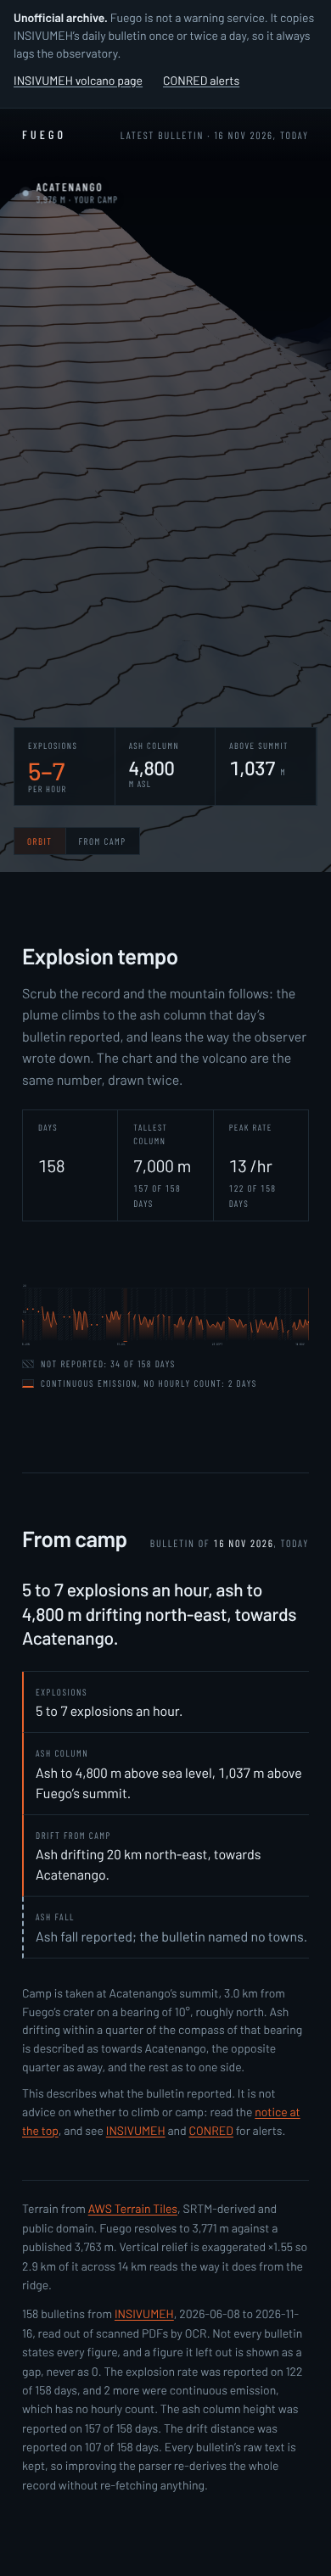 Unofficial archive. Fuego is not a warning service. It copies
INSIVUMEH's daily bulletin once or twice a day, so it always
lags the observatory.
INSIVUMEH volcano page CONRED alerts
FUEGO LATEST BULLETIN · 16 NOV 2026, TODAY
ACATENANGO
3,976 M · YOUR CAMP
EXPLOSIONS ASH COLUMN ABOVE SUMMIT
5–7 4,800 1,037 M
PER HOUR M ASL
ORBIT FROM CAMP
Explosion tempo
Scrub the record and the mountain follows: the
plume climbs to the ash column that day's
bulletin reported, and leans the way the observer
wrote down. The chart and the volcano are the
same number, drawn twice.
DAYS TALLEST COLUMN PEAK RATE
158 7,000 m 13 /hr
157 OF 158 DAYS 122 OF 158 DAYS
NOT REPORTED: 34 OF 158 DAYS
CONTINUOUS EMISSION, NO HOURLY COUNT: 2 DAYS
From camp BULLETIN OF 16 NOV 2026, TODAY
5 to 7 explosions an hour, ash to
4,800 m drifting north-east, towards
Acatenango.
EXPLOSIONS
5 to 7 explosions an hour.
ASH COLUMN
Ash to 4,800 m above sea level, 1,037 m above
Fuego's summit.
DRIFT FROM CAMP
Ash drifting 20 km north-east, towards
Acatenango.
ASH FALL
Ash fall reported; the bulletin named no towns.
Camp is taken at Acatenango's summit, 3.0 km from
Fuego's crater on a bearing of 10°, roughly north. Ash
drifting within a quarter of the compass of that bearing
is described as towards Acatenango, the opposite
quarter as away, and the rest as to one side.
This describes what the bulletin reported. It is not
advice on whether to climb or camp: read the notice at
the top, and see INSIVUMEH and CONRED for alerts.
Terrain from AWS Terrain Tiles, SRTM-derived and
public domain. Fuego resolves to 3,771 m against a
published 3,763 m. Vertical relief is exaggerated ×1.55 so
2.9 km of it across 14 km reads the way it does from the
ridge.
158 bulletins from INSIVUMEH, 2026-06-08 to 2026-11-
16, read out of scanned PDFs by OCR. Not every bulletin
states every figure, and a figure it left out is shown as a
gap, never as 0. The explosion rate was reported on 122
of 158 days, and 2 more were continuous emission,
which has no hourly count. The ash column height was
reported on 157 of 158 days. The drift distance was
reported on 107 of 158 days. Every bulletin's raw text is
kept, so improving the parser re-derives the whole
record without re-fetching anything.